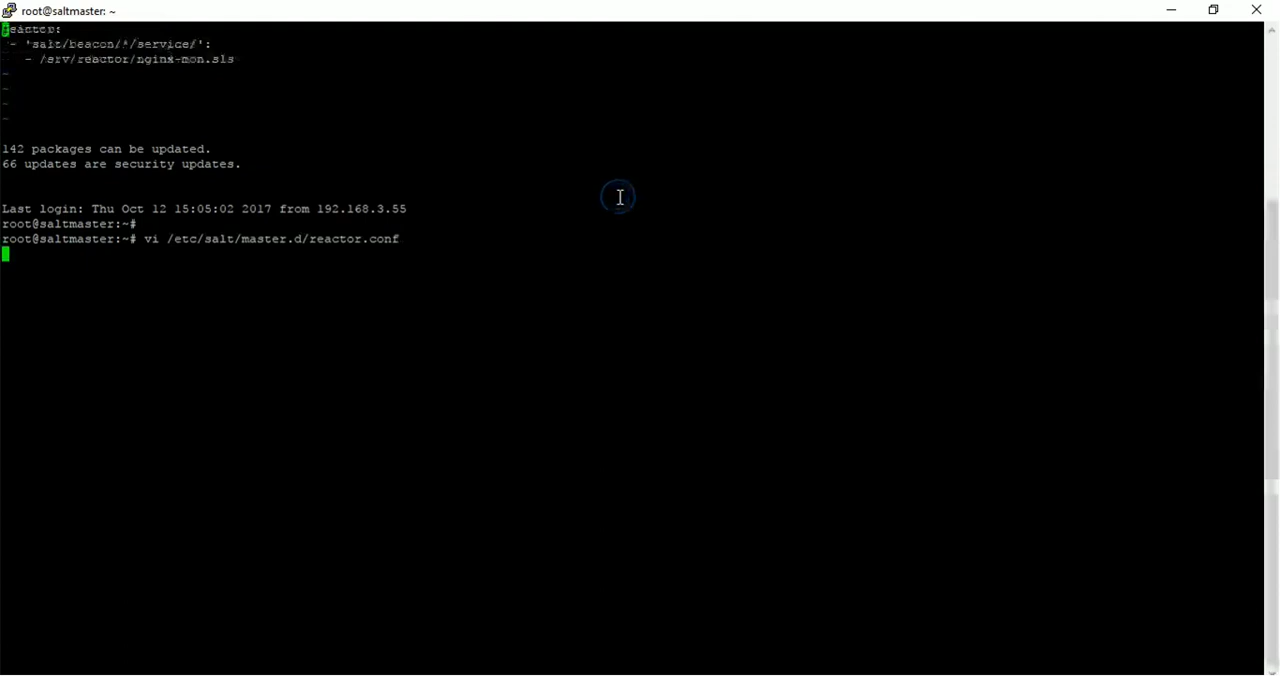 root@saltmaster: ~
reactor:
- 'salt/beacon/*/service/':
- /srv/reactor/nginx-mon.sls
~
~
~
~
142 packages can be updated.
66 updates are security updates.
Last login: Thu Oct 12 15:05:02 2017 from 192.168.3.55
root@saltmaster:~#
root@saltmaster:~# vi /etc/salt/master.d/reactor.conf